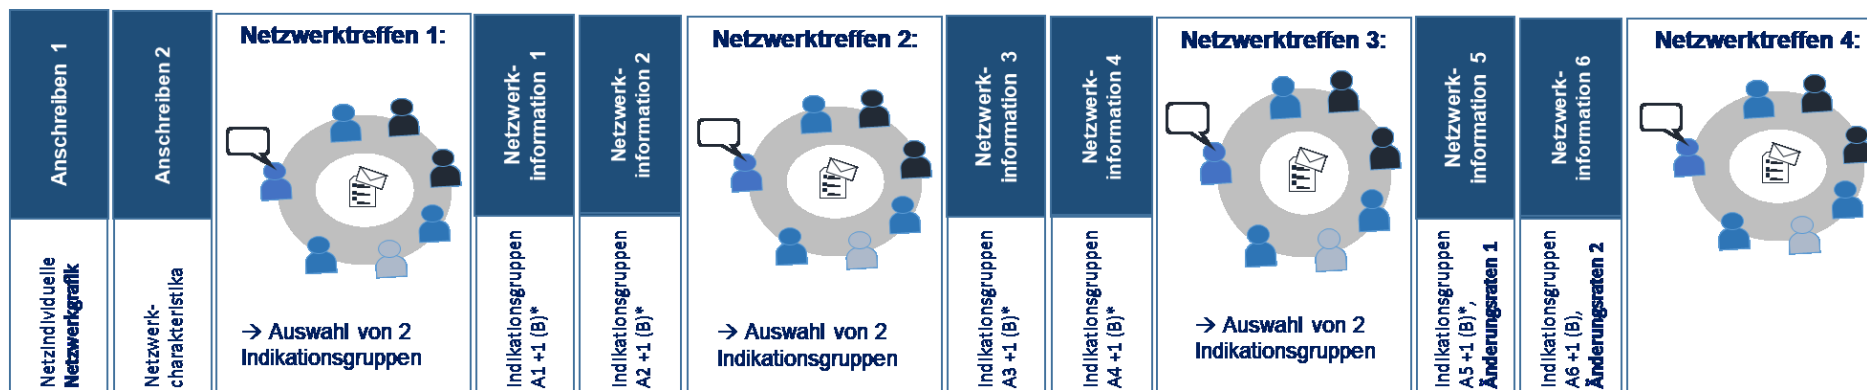 Anschreiben 1
Netzindividuelle
Netzwerkgrafik
Anschreiben 2
Netzwerk-
charakteristika
Netzwerktreffen 1:
→ Auswahl von 2
Indikationsgruppen
Netzwerk-
information 1
Indikationsgruppen
A1 +1 (B)*
Netzwerk-
information 2
Indikationsgruppen
A2 +1 (B)*
Netzwerktreffen 2:
→ Auswahl von 2
Indikationsgruppen
Netzwerk-
information 3
Indikationsgruppen
A3 +1 (B)*
Netzwerk-
information 4
Indikationsgruppen
A4 +1 (B)*
Netzwerktreffen 3:
→ Auswahl von 2
Indikationsgruppen
Netzwerk-
information 5
Indikationsgruppen
A5 +1 (B)*,
Änderungsraten 1
Netzwerk-
information 6
Indikationsgruppen
A6 +1 (B),
Änderungsraten 2
Netzwerktreffen 4: